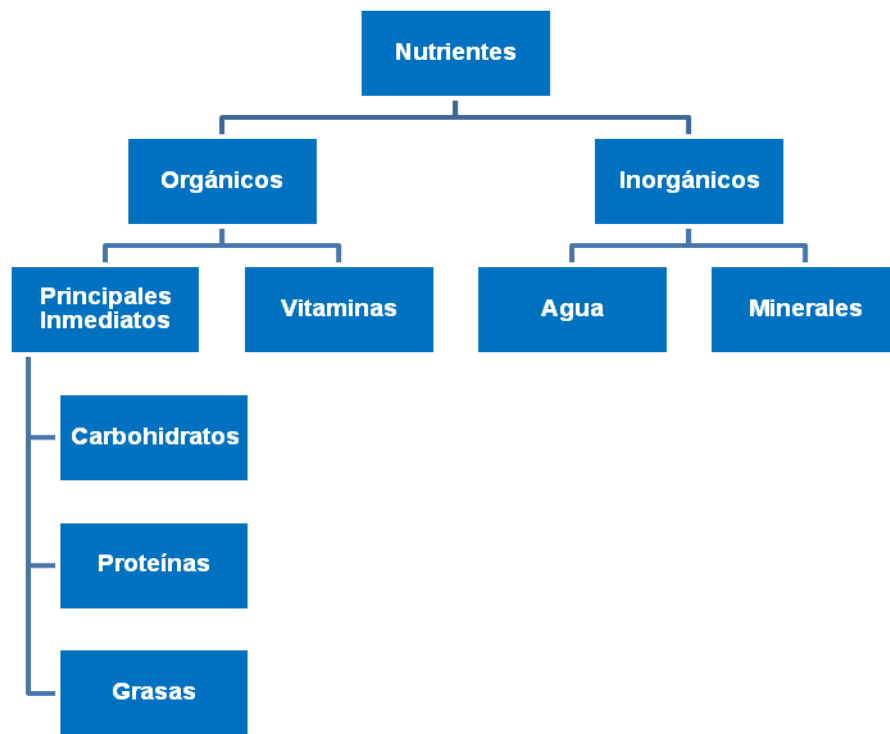 Nutrientes
Orgánicos
Inorgánicos
Principales
Inmediatos
Vitaminas
Agua
Minerales
Carbohidratos
Proteínas
Grasas